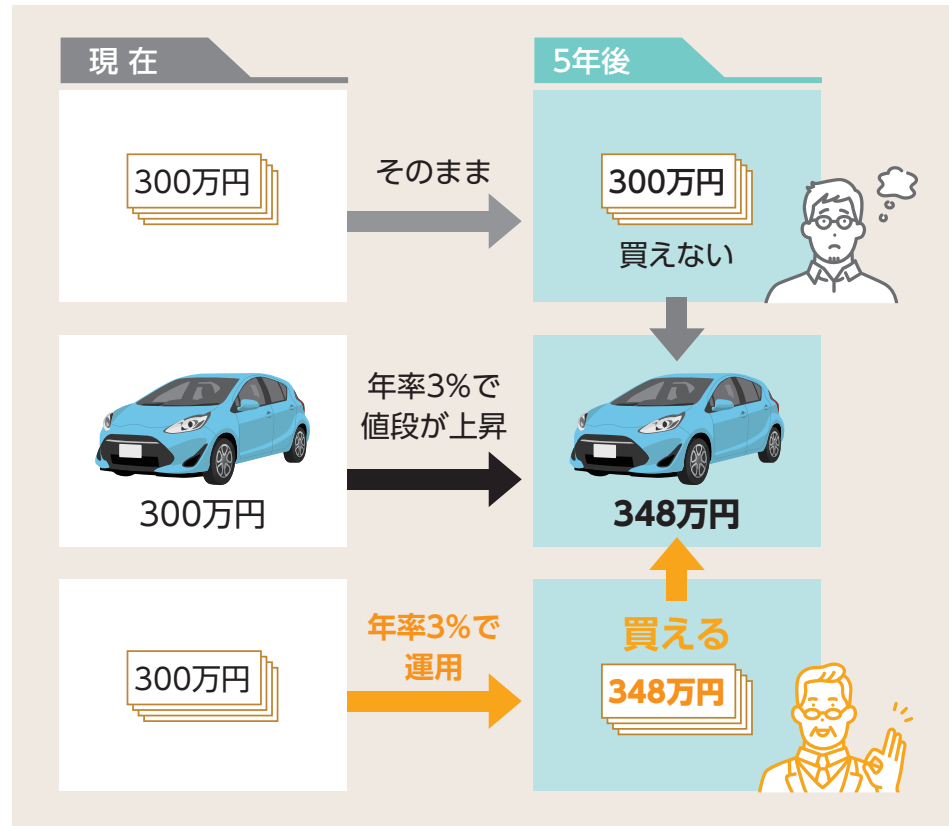 現在
5年後
300万円
そのまま
300万円
買えない
300万円
年率3%で
値段が上昇
348万円
300万円
年率3%で
運用
買える
348万円